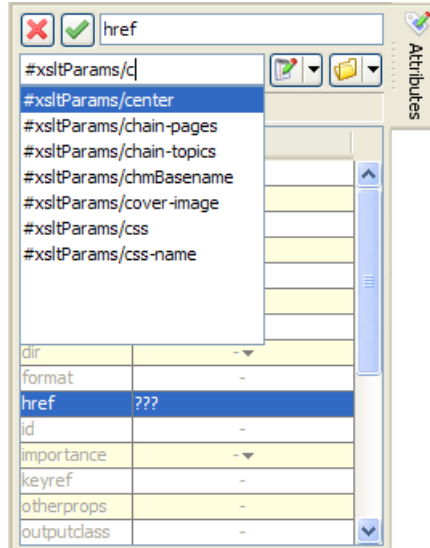 href
Attributes
#xsltParams/c
#xsltParams/center
#xsltParams/chain-pages
#xsltParams/chain-topics
#xsltParams/chmBasename
#xsltParams/cover-image
#xsltParams/css
#xsltParams/css-name
dir -
format -
href ???
id -
importance -
keyref -
otherprops -
outputclass -